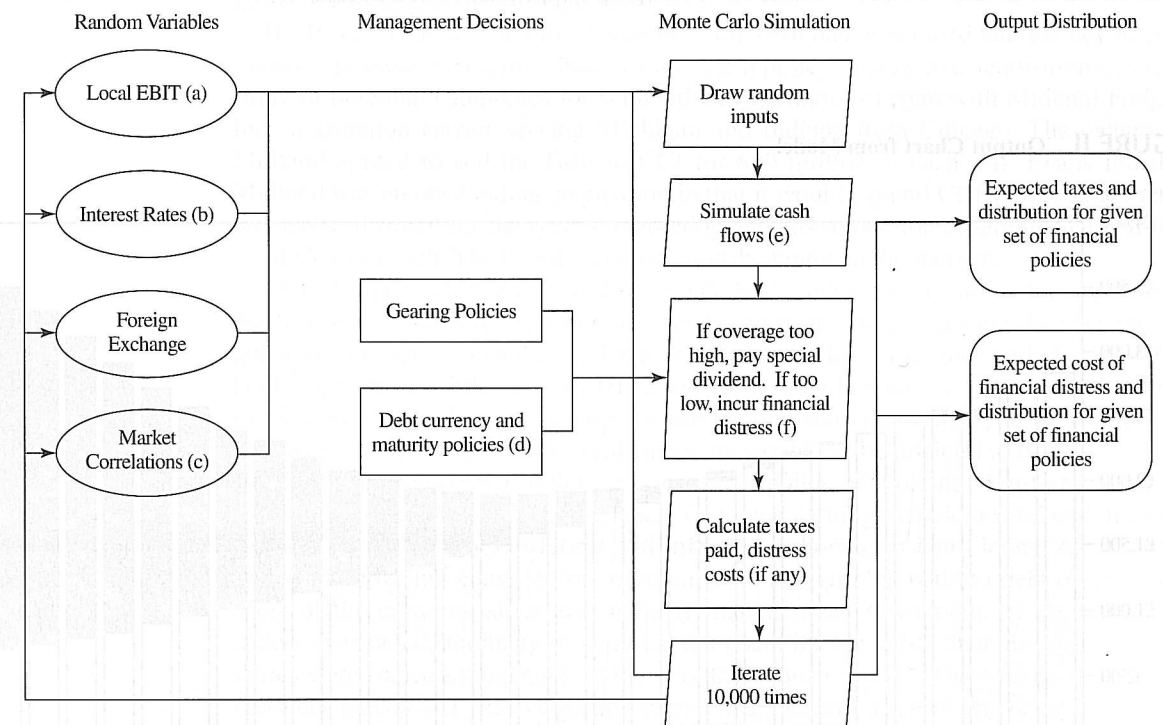 Random Variables
Management Decisions
Monte Carlo Simulation
Output Distribution
Local EBIT (a)
Interest Rates (b)
Foreign
Exchange
Market
Correlations (c)
Gearing Policies
Debt currency and
maturity policies (d)
Draw random
inputs
Simulate cash
flows (e)
If coverage too
high, pay special
dividend. If too
low, incur financial
distress (f)
Calculate taxes
paid, distress
costs (if any)
Iterate
10,000 times
Expected taxes and
distribution for given
set of financial
policies
Expected cost of
financial distress and
distribution for given
set of financial
policies